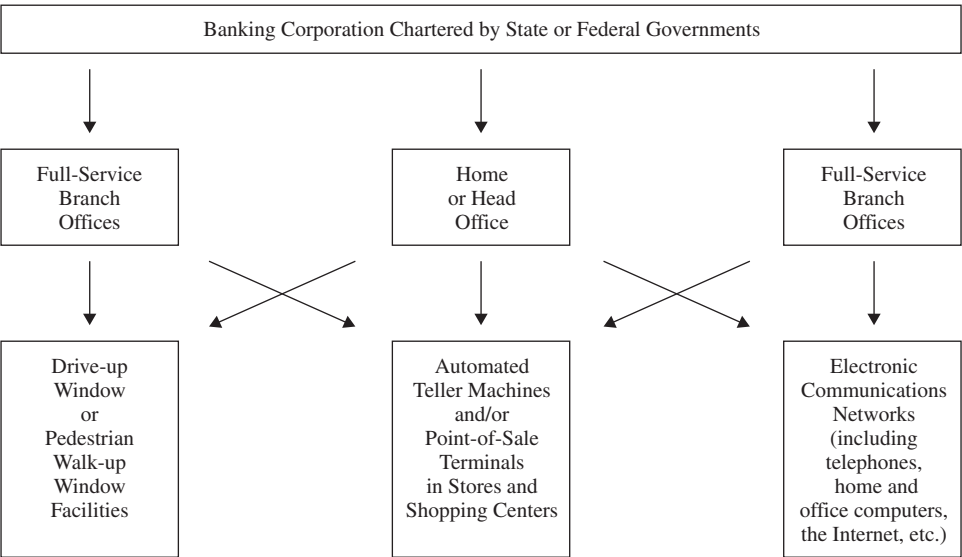 Banking Corporation Chartered by State or Federal Governments
Full-Service
Branch
Offices
Home
or Head
Office
Full-Service
Branch
Offices
Drive-up
Window
or
Pedestrian
Walk-up
Window
Facilities
Automated
Teller Machines
and/or
Point-of-Sale
Terminals
in Stores and
Shopping Centers
Electronic
Communications
Networks
(including
telephones,
home and
office computers,
the Internet, etc.)